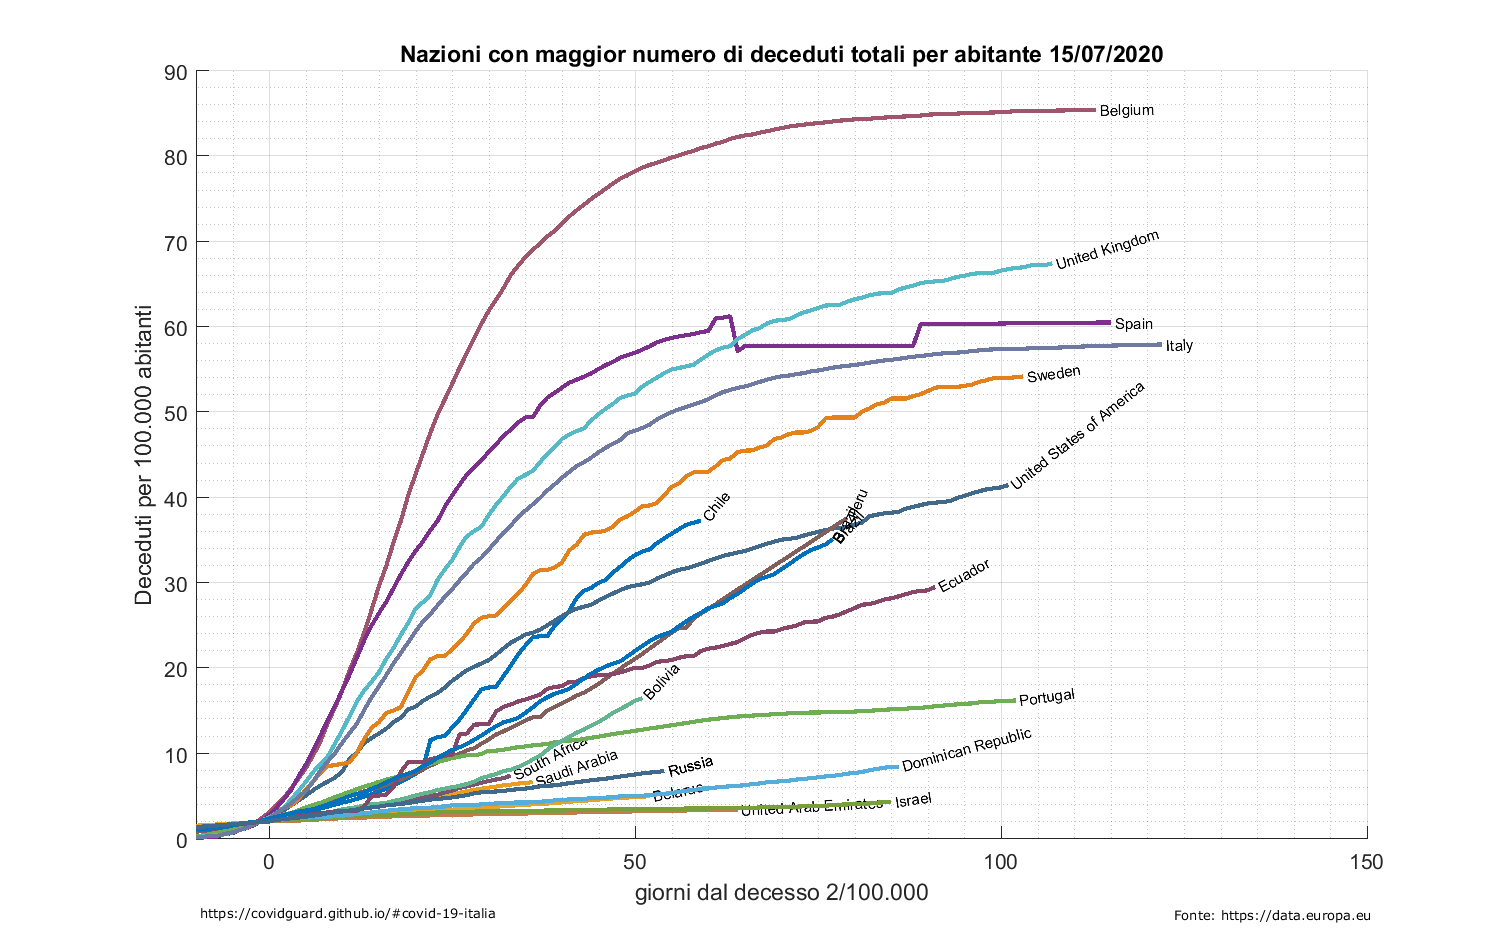 Nazioni con maggior numero di deceduti totali per abitante 15/07/2020
Deceduti per 100.000 abitanti
90
80
70
60
50
40
30
20
10
0
Belgium
United Kingdom
Spain
Italy
Sweden
United States of America
Chile
Peru
Brazil
Ecuador
Bolivia
Portugal
South Africa
Saudi Arabia
Russia
Dominican Republic
Belarus
United Arab Emirates
Israel
0
50
100
150
giorni dal decesso 2/100.000
https://covidguard.github.io/#covid-19-italia
Fonte: https://data.europa.eu